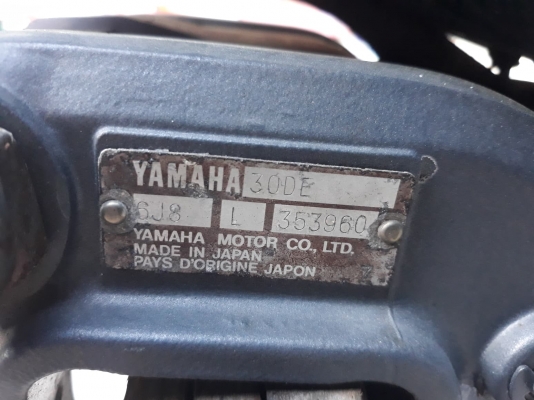 YAMAHA 30DE
6J8 L 353960
YAMAHA MOTOR CO., LTD.
MADE IN JAPAN
PAYS D'ORIGINE JAPON